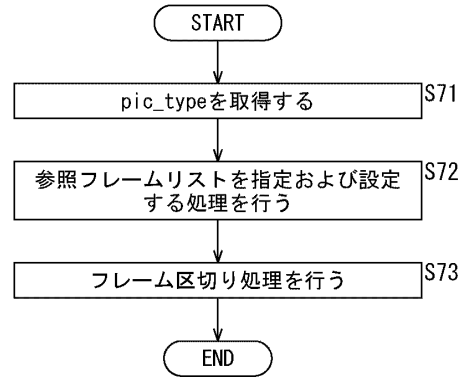 START
pic_typeを取得する
S71
参照フレームリストを指定および設定
する処理を行う
S72
フレーム区切り処理を行う
S73
END